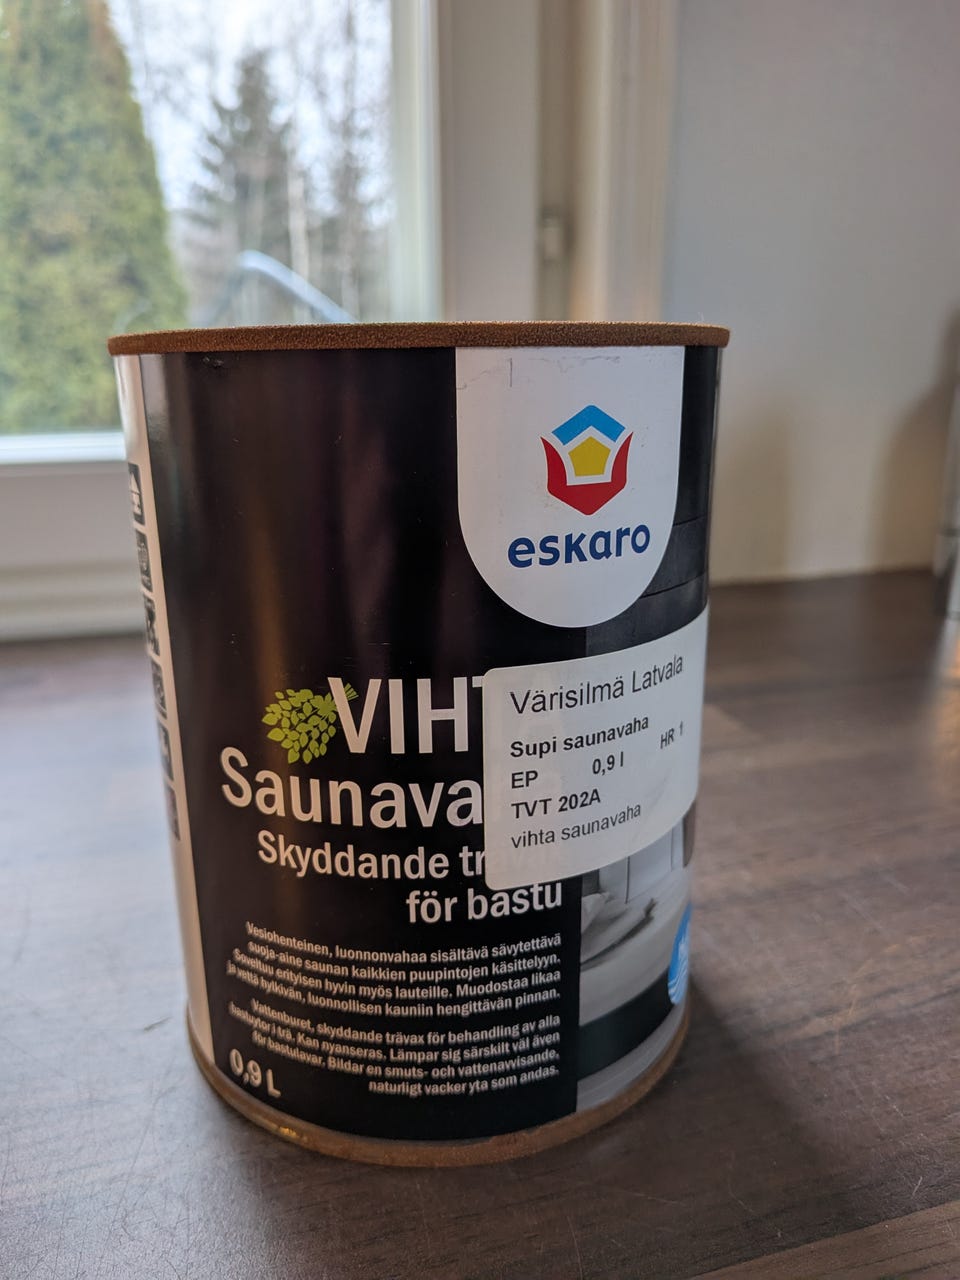 eskaro
VIHT
Saunava
Skyddande trä
för bastu
Värisilmä Latvala
Supi saunavaha
HR 1
EP 0,9 l
TVT 202A
vihta saunavaha
Vesiohenteinen, luonnonvahaa sisältävä sävytettävä
suoja-aine saunan kaikkien puupintojen käsittelyyn.
Soveltuu erityisen hyvin myös lauteille. Muodostaa likaa
ja vettä hylkivän, luonnollisen kauniin hengittävän pinnan.
Vattenburet, skyddande trävax för behandling av alla
bastuytor i trä. Kan nyanseras. Lämpar sig särskilt väl även
för bastulavar. Bildar en smuts- och vattenavvisande,
naturligt vacker yta som andas.
0,9 L